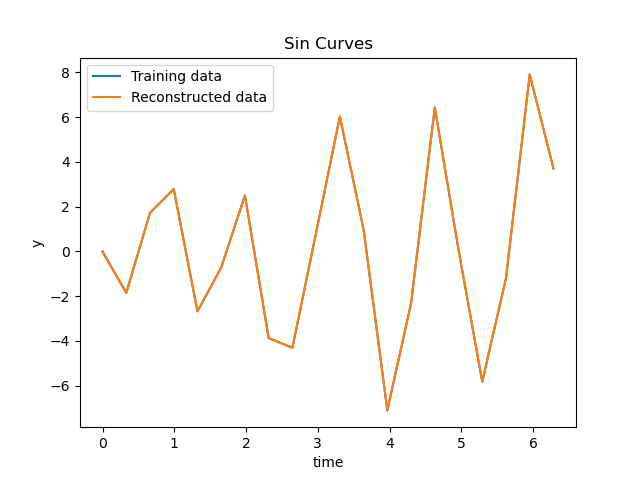 Sin Curves
Training data
Reconstructed data
8
6
4
2
0
−2
−4
−6
y
0 1 2 3 4 5 6
time